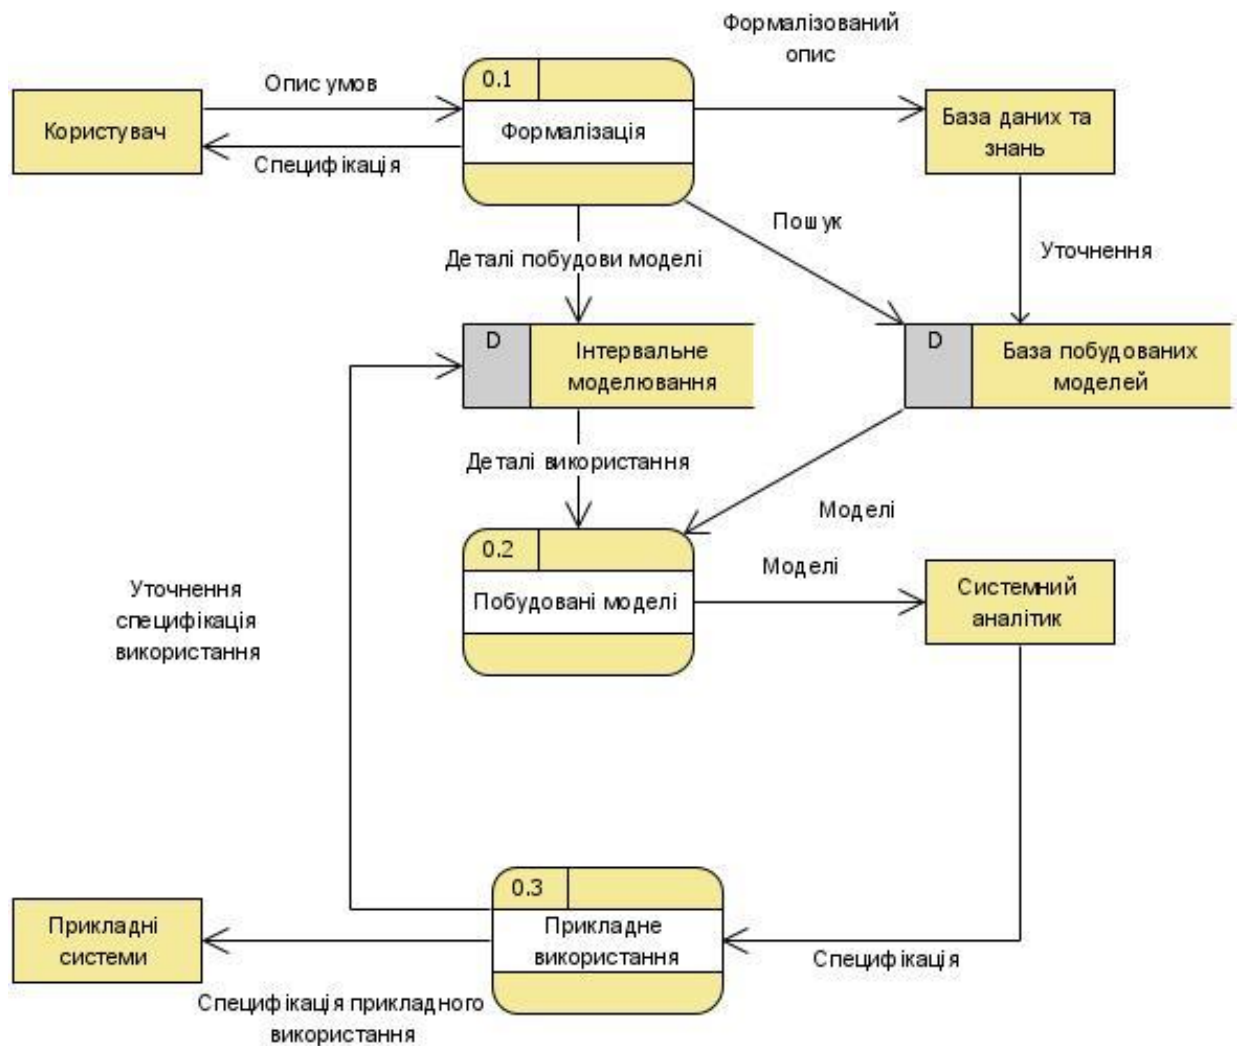 Формалізований
опис
0.1
Опис умов
Користувач
Формалізація
База даних та
знань
Специфікація
Пошук
Деталі побудови моделі
Уточнення
D
Інтервальне
моделювання
D
База побудованих
моделей
Деталі використання
Моделі
0.2
Моделі
Побудовані моделі
Системний
аналітик
Уточнення
специфікація
використання
0.3
Прикладні
системи
Прикладне
використання
Специфікація
Специфікація прикладного
використання